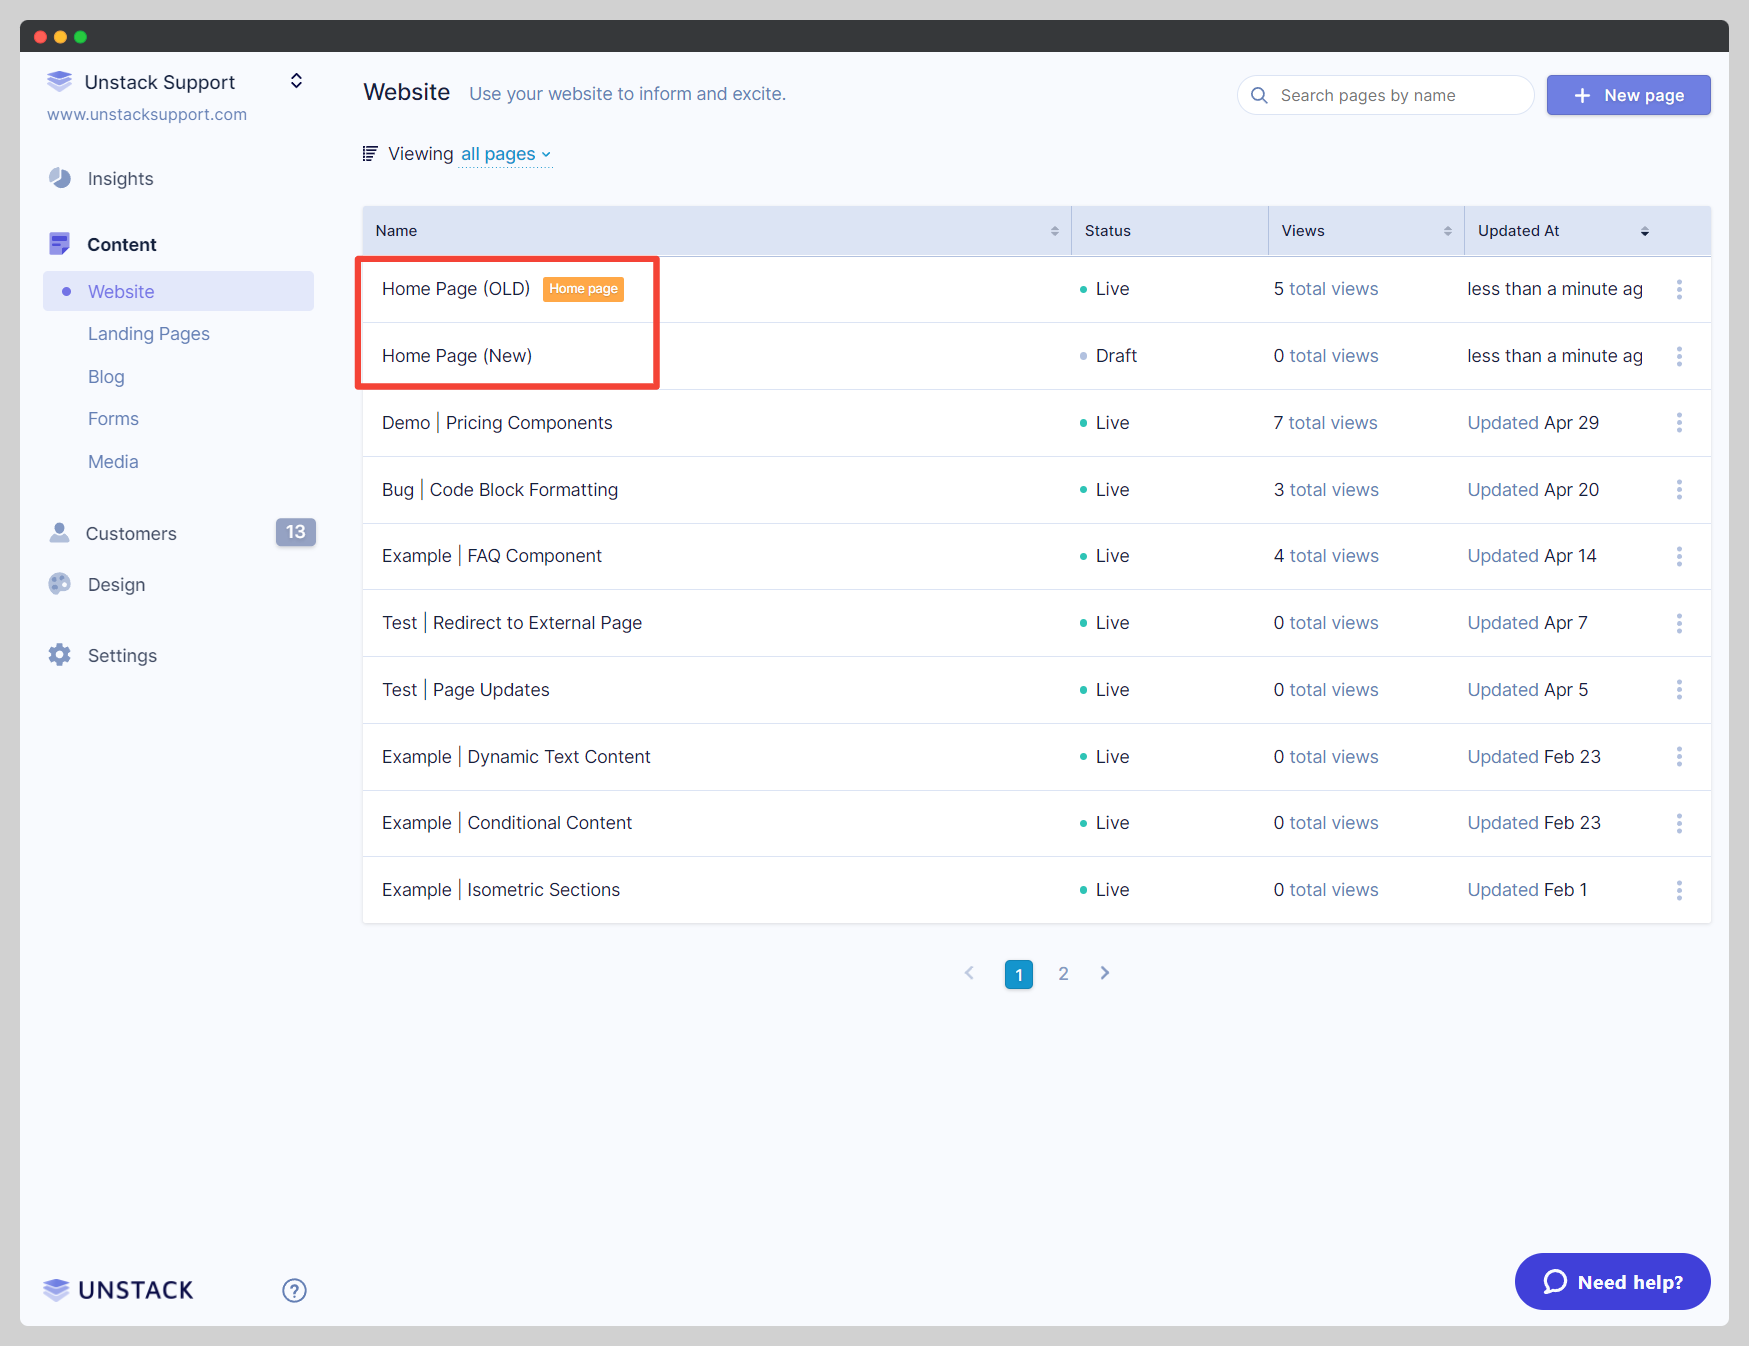 Unstack Support
www.unstacksupport.com
Insights
Content
Website
Landing Pages
Blog
Forms
Media
Customers 13
Design
Settings
UNSTACK ?
Website Use your website to inform and excite.
Search pages by name
+ New page
Viewing all pages
Name Status Views Updated At
Home Page (OLD) Home page Live 5 total views less than a minute ag
Home Page (New) Draft 0 total views less than a minute ag
Demo | Pricing Components Live 7 total views Updated Apr 29
Bug | Code Block Formatting Live 3 total views Updated Apr 20
Example | FAQ Component Live 4 total views Updated Apr 14
Test | Redirect to External Page Live 0 total views Updated Apr 7
Test | Page Updates Live 0 total views Updated Apr 5
Example | Dynamic Text Content Live 0 total views Updated Feb 23
Example | Conditional Content Live 0 total views Updated Feb 23
Example | Isometric Sections Live 0 total views Updated Feb 1
1 2
Need help?